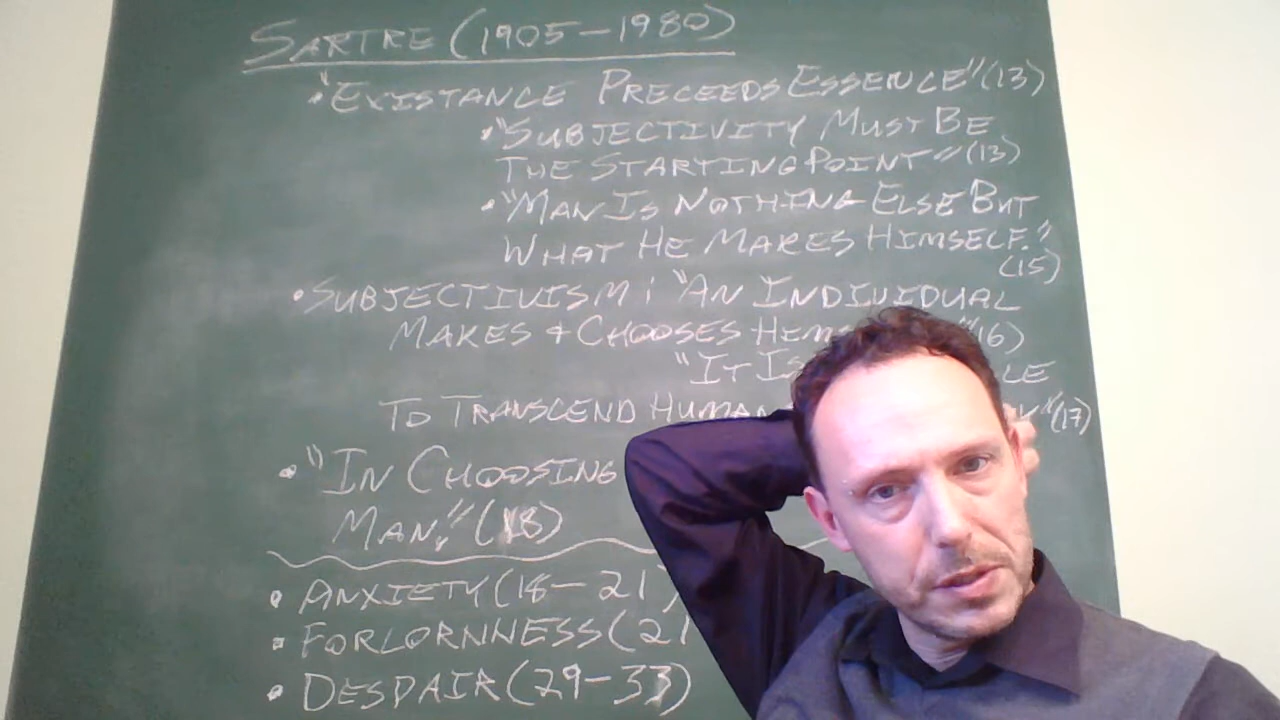 SARTRE (1905-1980)
• "EXISTANCE PRECEEDS ESSENCE" (13)
• "SUBJECTIVITY MUST BE
THE STARTING POINT" (13)
• "MAN IS NOTHING ELSE BUT
WHAT HE MAKES HIMSELF."
(15)
• SUBJECTIVISM: "AN INDIVIDUAL
MAKES + CHOOSES 16)
"IT IS
TO TRANSCEND (17)
• "IN CHOOSING
MAN." (18)
• ANXIETY (18-21)
• FORLORNNESS (21
• DESPAIR (29-33)